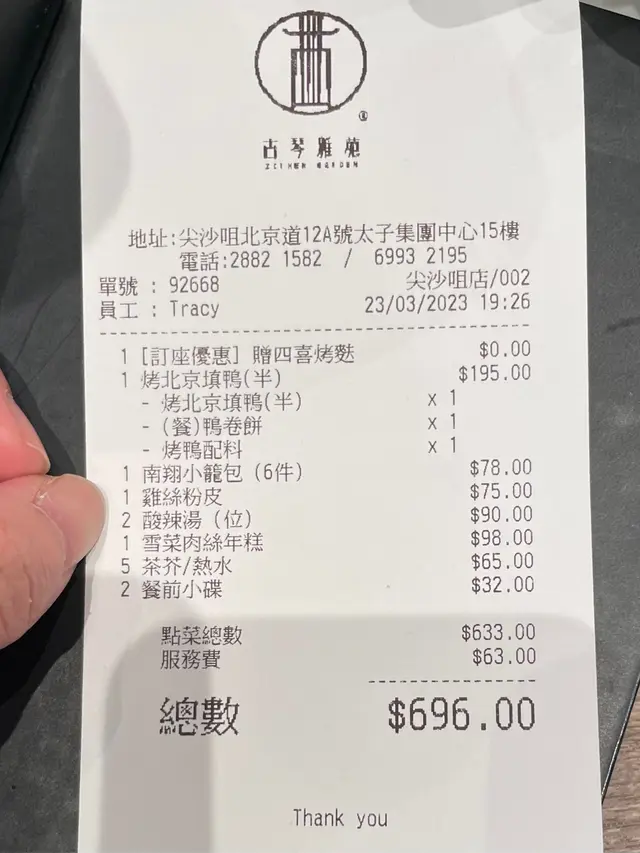 古琴雅苑
地址:尖沙咀北京道12A號太子集團中心15樓
電話:2882 1582 / 6993 2195
單號 : 92668 尖沙咀店/002
員工 : Tracy 23/03/2023 19:26
1 [訂座優惠] 贈四喜烤麩 $0.00
1 烤北京填鴨(半) $195.00
- 烤北京填鴨(半) x 1
- (餐)鴨卷餅 x 1
- 烤鴨配料 x 1
1 南翔小籠包 (6件) $78.00
1 雞絲粉皮 $75.00
2 酸辣湯 (位) $90.00
1 雪菜肉絲年糕 $98.00
5 茶芥/熱水 $65.00
2 餐前小碟 $32.00
點菜總數 $633.00
服務費 $63.00
總數 $696.00
Thank you